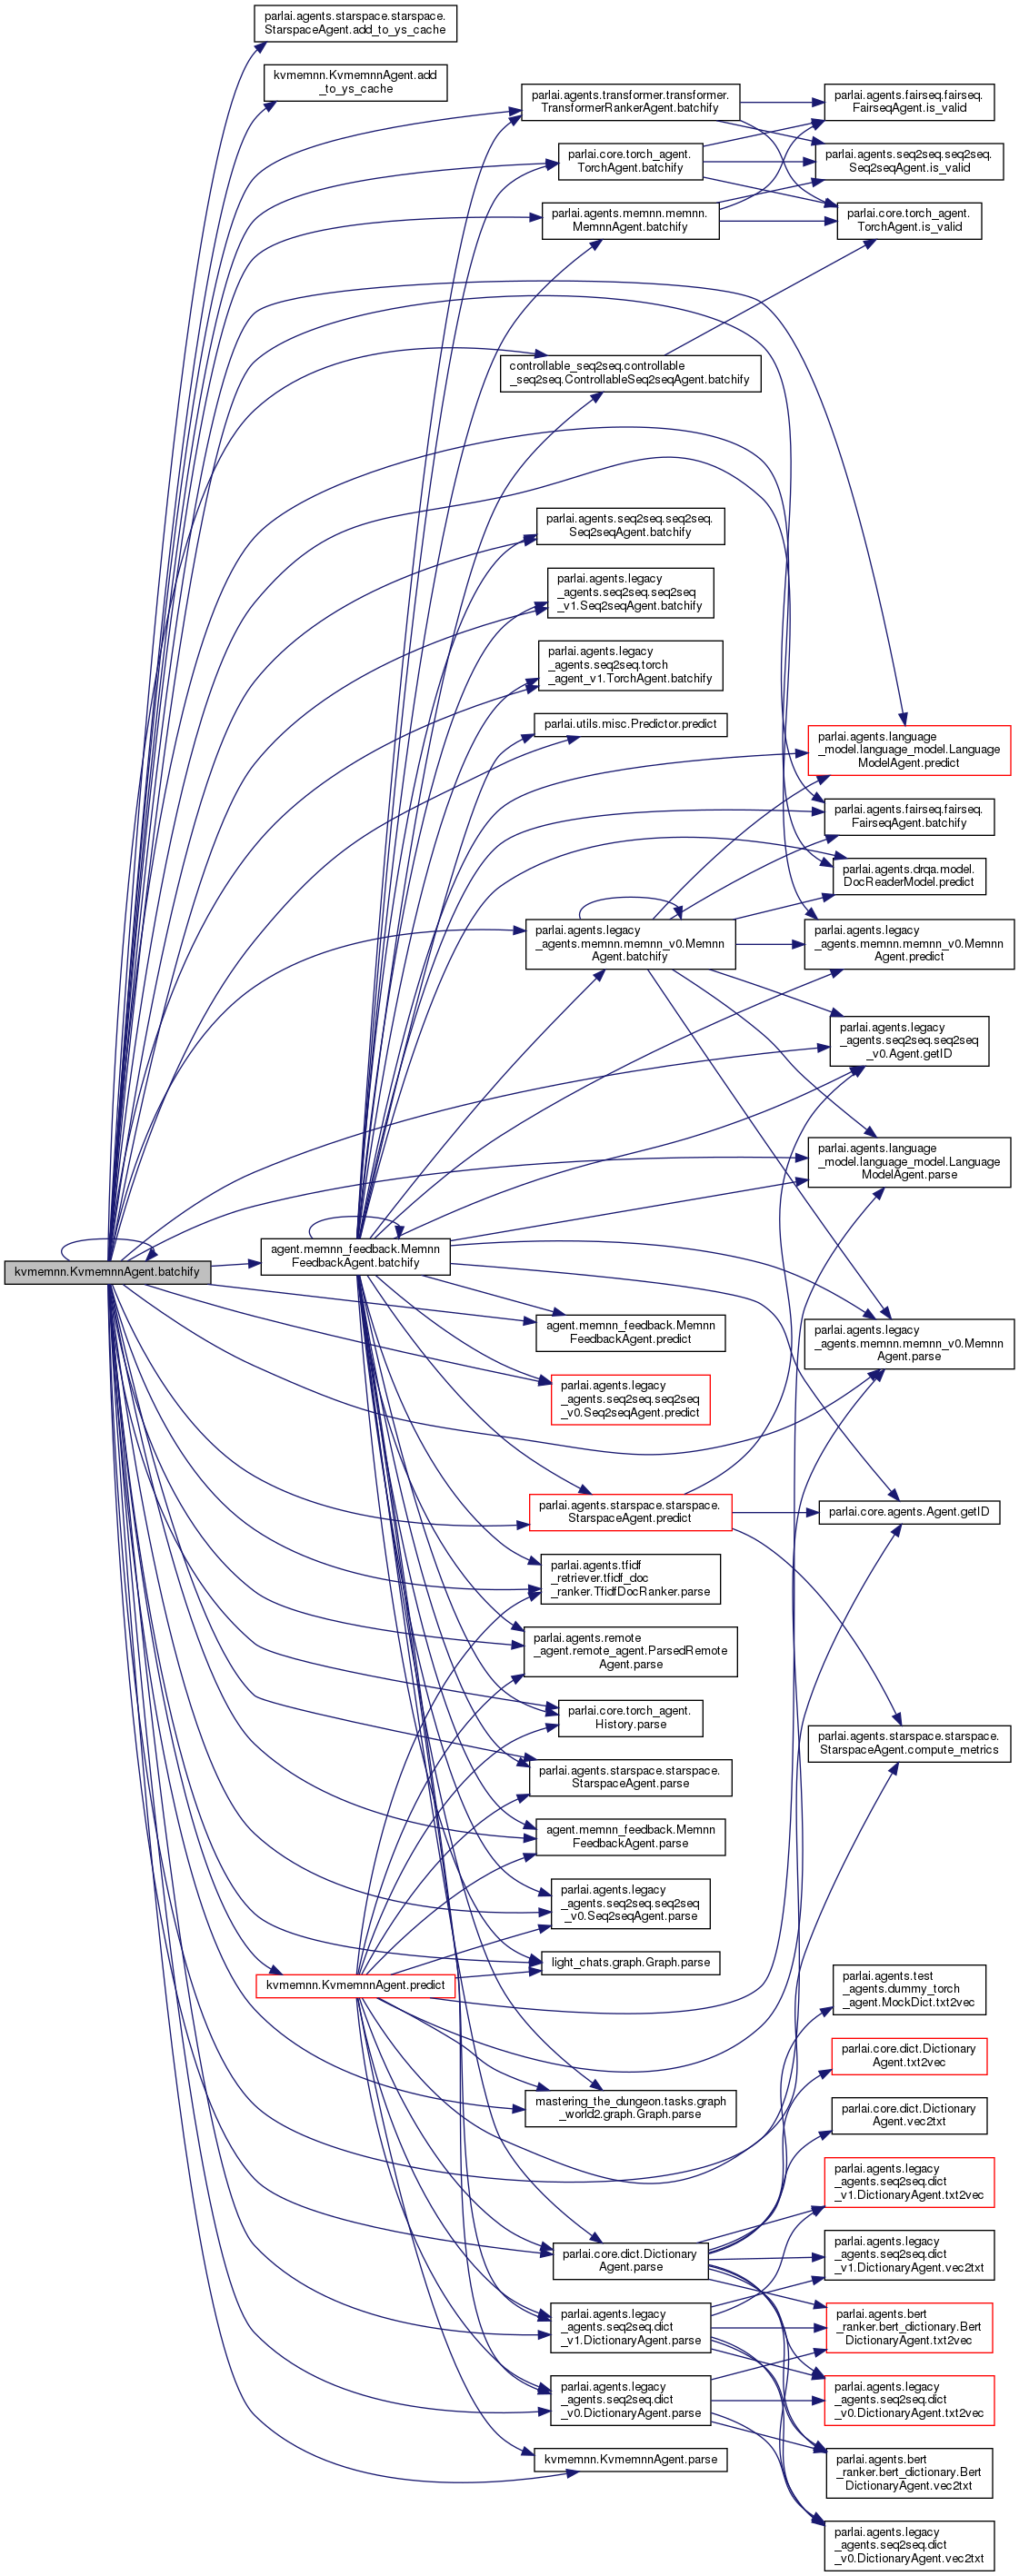 parlai.agents.starspace.starspace.
StarspaceAgent.add_to_ys_cache
kvmemnn.KvmemnnAgent.add
_to_ys_cache
parlai.agents.transformer.transformer.
TransformerRankerAgent.batchify
parlai.agents.fairseq.fairseq.
FairseqAgent.is_valid
parlai.core.torch_agent.
TorchAgent.batchify
parlai.agents.seq2seq.seq2seq.
Seq2seqAgent.is_valid
parlai.agents.memnn.memnn.
MemnnAgent.batchify
parlai.core.torch_agent.
TorchAgent.is_valid
controllable_seq2seq.controllable
_seq2seq.ControllableSeq2seqAgent.batchify
parlai.agents.seq2seq.seq2seq.
Seq2seqAgent.batchify
parlai.agents.legacy
_agents.seq2seq.seq2seq
_v1.Seq2seqAgent.batchify
parlai.agents.legacy
_agents.seq2seq.torch
_agent_v1.TorchAgent.batchify
parlai.utils.misc.Predictor.predict
parlai.agents.language
_model.language_model.Language
ModelAgent.predict
parlai.agents.fairseq.fairseq.
FairseqAgent.batchify
parlai.agents.drqa.model.
DocReaderModel.predict
parlai.agents.legacy
_agents.memnn.memnn_v0.Memnn
Agent.batchify
parlai.agents.legacy
_agents.memnn.memnn_v0.Memnn
Agent.predict
parlai.agents.legacy
_agents.seq2seq.seq2seq
_v0.Agent.getID
parlai.agents.language
_model.language_model.Language
ModelAgent.parse
kvmemnn.KvmemnnAgent.batchify
agent.memnn_feedback.Memnn
FeedbackAgent.batchify
agent.memnn_feedback.Memnn
FeedbackAgent.predict
parlai.agents.legacy
_agents.memnn.memnn_v0.Memnn
Agent.parse
parlai.agents.legacy
_agents.seq2seq.seq2seq
_v0.Seq2seqAgent.predict
parlai.agents.starspace.starspace.
StarspaceAgent.predict
parlai.core.agents.Agent.getID
parlai.agents.tfidf
_retriever.tfidf_doc
_ranker.TfidfDocRanker.parse
parlai.agents.remote
_agent.remote_agent.ParsedRemote
Agent.parse
parlai.core.torch_agent.
History.parse
parlai.agents.starspace.starspace.
StarspaceAgent.compute_metrics
parlai.agents.starspace.starspace.
StarspaceAgent.parse
agent.memnn_feedback.Memnn
FeedbackAgent.parse
parlai.agents.legacy
_agents.seq2seq.seq2seq
_v0.Seq2seqAgent.parse
light_chats.graph.Graph.parse
kvmemnn.KvmemnnAgent.predict
parlai.agents.test
_agents.dummy_torch
_agent.MockDict.txt2vec
parlai.core.dict.Dictionary
Agent.txt2vec
mastering_the_dungeon.tasks.graph
_world2.graph.Graph.parse
parlai.core.dict.Dictionary
Agent.vec2txt
parlai.agents.legacy
_agents.seq2seq.dict
_v1.DictionaryAgent.txt2vec
parlai.core.dict.Dictionary
Agent.parse
parlai.agents.legacy
_agents.seq2seq.dict
_v1.DictionaryAgent.vec2txt
parlai.agents.legacy
_agents.seq2seq.dict
_v1.DictionaryAgent.parse
parlai.agents.bert
_ranker.bert_dictionary.Bert
DictionaryAgent.txt2vec
parlai.agents.legacy
_agents.seq2seq.dict
_v0.DictionaryAgent.parse
parlai.agents.legacy
_agents.seq2seq.dict
_v0.DictionaryAgent.txt2vec
kvmemnn.KvmemnnAgent.parse
parlai.agents.bert
_ranker.bert_dictionary.Bert
DictionaryAgent.vec2txt
parlai.agents.legacy
_agents.seq2seq.dict
_v0.DictionaryAgent.vec2txt